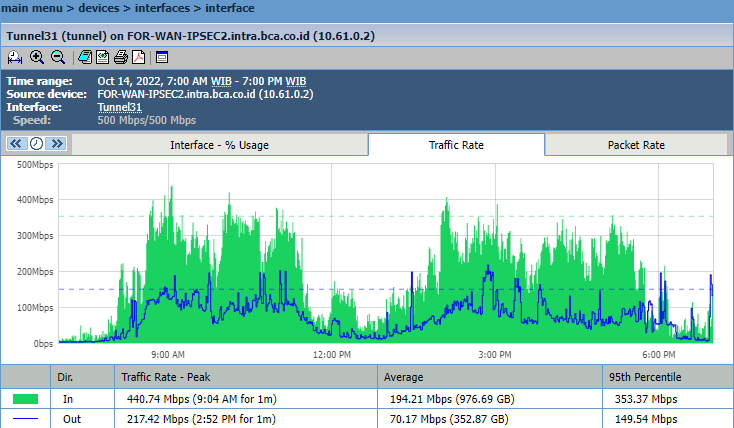 main menu > devices > interfaces > interface
Tunnel31 (tunnel) on FOR-WAN-IPSEC2.intra.bca.co.id (10.61.0.2)
Time range: Oct 14, 2022, 7:00 AM WIB - 7:00 PM WIB
Source device: FOR-WAN-IPSEC2.intra.bca.co.id (10.61.0.2)
Interface: Tunnel31
Speed: 500 Mbps/500 Mbps
Interface - % Usage Traffic Rate Packet Rate
500Mbps
400Mbps
300Mbps
200Mbps
100Mbps
0bps
9:00 AM 12:00 PM 3:00 PM 6:00 PM
Dir. Traffic Rate - Peak Average 95th Percentile
In 440.74 Mbps (9:04 AM for 1m) 194.21 Mbps (976.69 GB) 353.37 Mbps
Out 217.42 Mbps (2:52 PM for 1m) 70.17 Mbps (352.87 GB) 149.54 Mbps